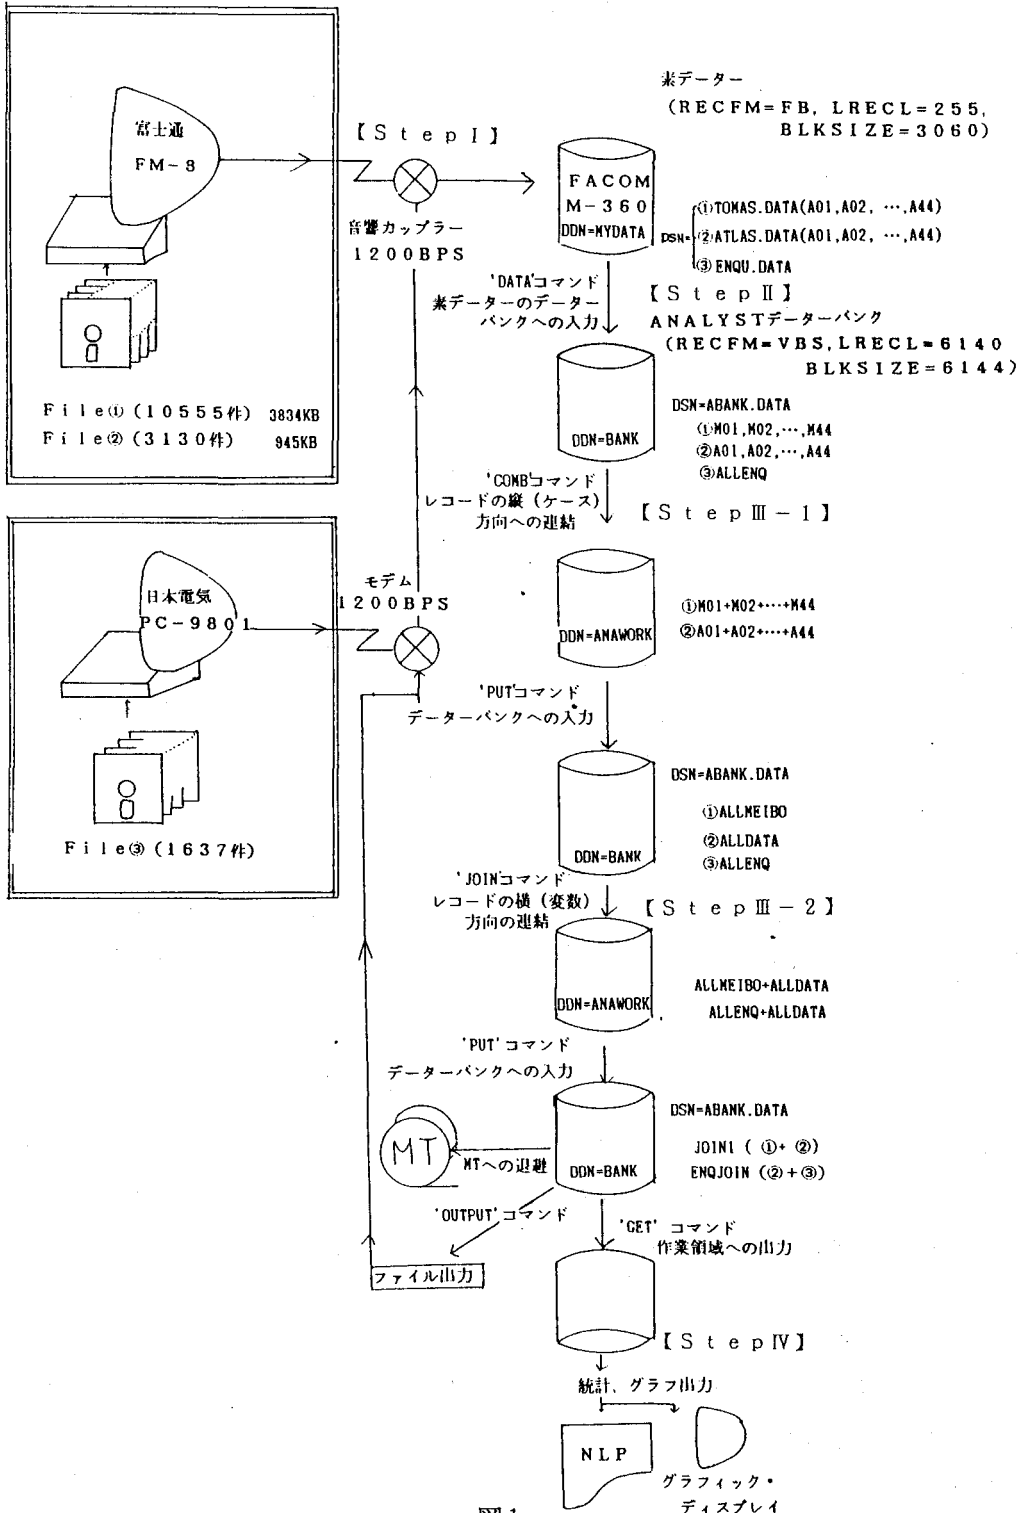 富士通
FM-8
File①(10555件) 3834KB
File②(3130件) 945KB
【StepⅠ】
音響カップラー
1200BPS
素データー
(RECFM=FB, LRECL=255,
BLKSIZE=3060)
FACOM
M-360
DDN=MYDATA
DSN=
①TOMAS.DATA(A01,A02, …,A44)
②ATLAS.DATA(A01,A02, …,A44)
③ENQU.DATA
'DATA'コマンド
素データーのデーター
バンクへの入力
【StepⅡ】
ANALYSTデーターバンク
(RECFM=VBS,LRECL=6140
BLKSIZE=6144)
DDN=BANK
DSN=ABANK.DATA
①M01,M02,…,M44
②A01,A02,…,A44
③ALLENQ
'COMB'コマンド
レコードの縦(ケース)
方向への連結
【StepⅢ-1】
日本電気
PC-9801
File③(1637件)
モデム
1200BPS
DDN=ANAWORK
①M01+M02+…+M44
②A01+A02+…+A44
'PUT'コマンド
データーバンクへの入力
DDN=BANK
DSN=ABANK.DATA
①ALLMEIBO
②ALLDATA
③ALLENQ
'JOIN'コマンド
レコードの横(変数)
方向の連結
【StepⅢ-2】
DDN=ANAWORK
ALLMEIBO+ALLDATA
ALLENQ+ALLDATA
'PUT'コマンド
データーバンクへの入力
DDN=BANK
DSN=ABANK.DATA
JOIN1 ( ①+ ②)
ENQJOIN (②+③)
MT
MTへの退避
'OUTPUT'コマンド
ファイル出力
'GET' コマンド
作業領域への出力
【StepⅣ】
統計、グラフ出力
NLP
グラフィック・
ディスプレイ